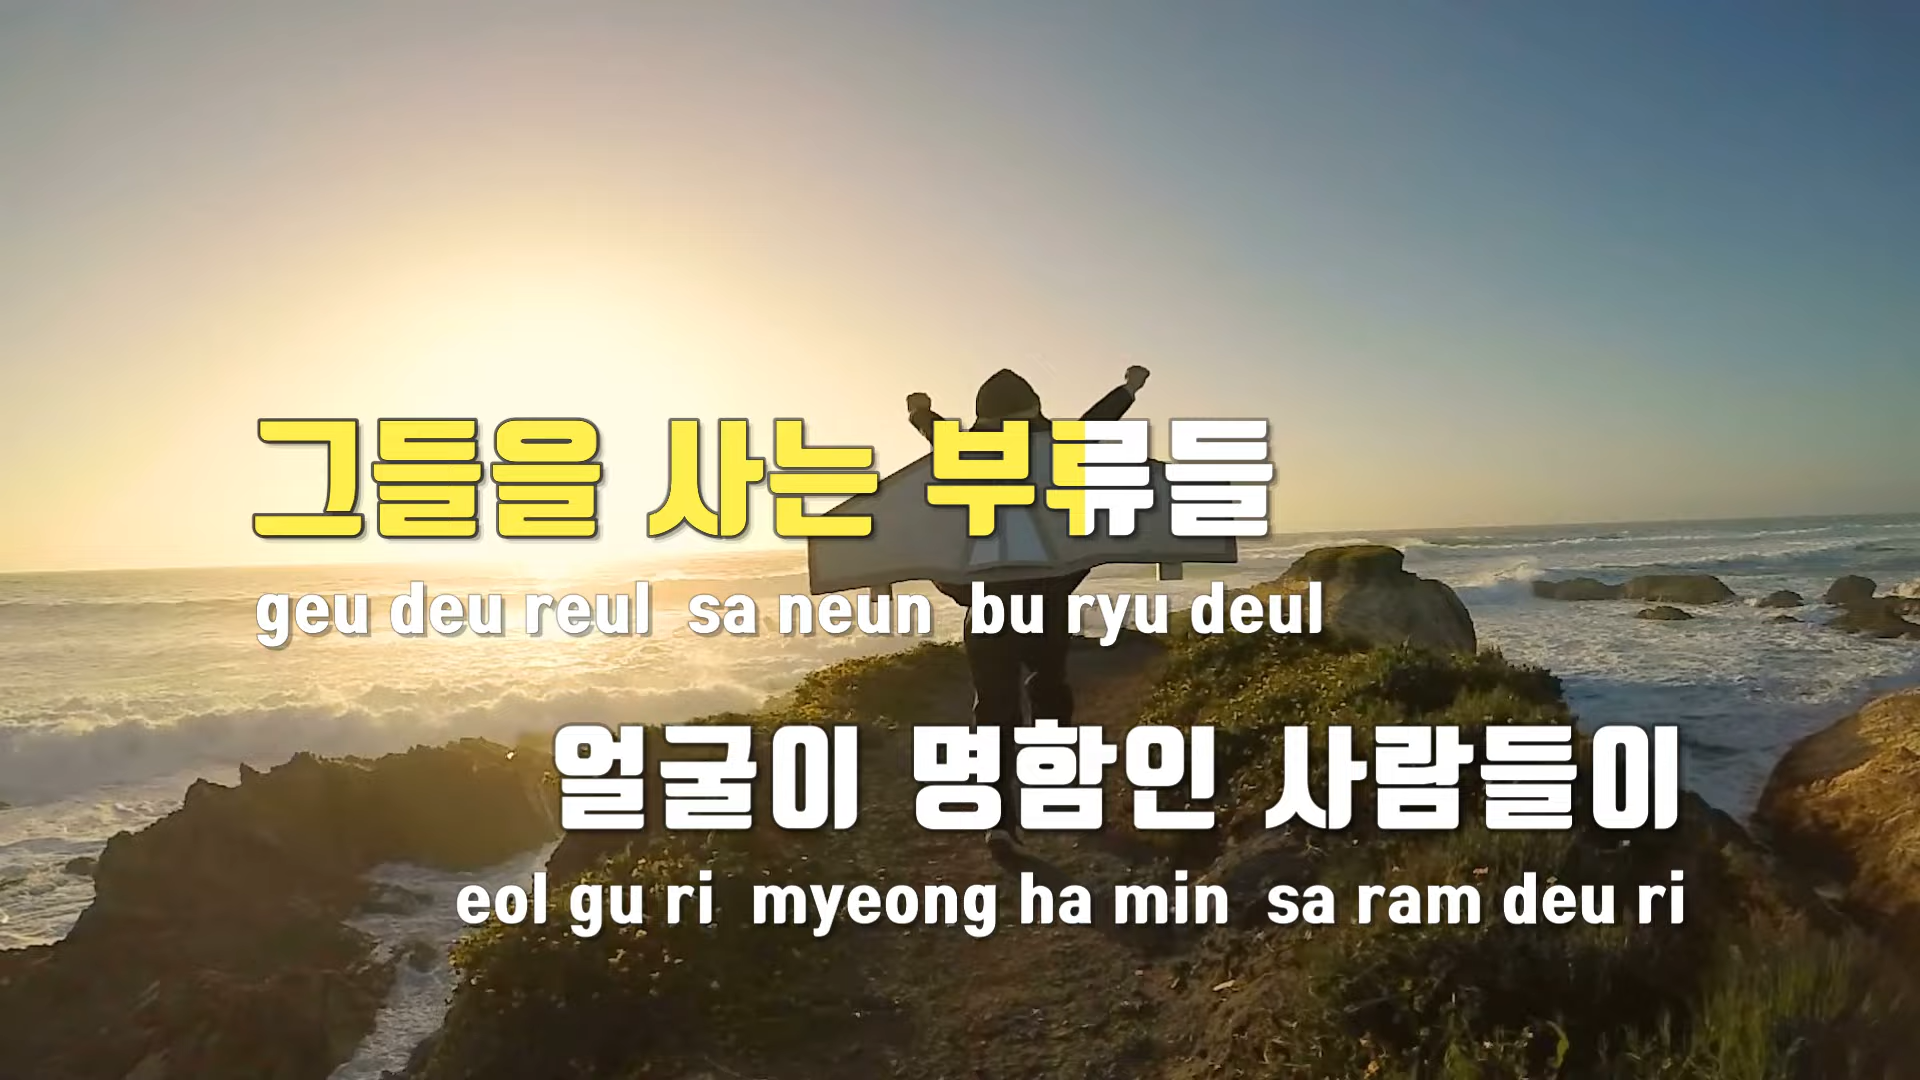 그들을 사는 부류들
geu deu reul sa neun bu ryu deul
얼굴이 명함인 사람들이
eol gu ri myeong ha min sa ram deu ri